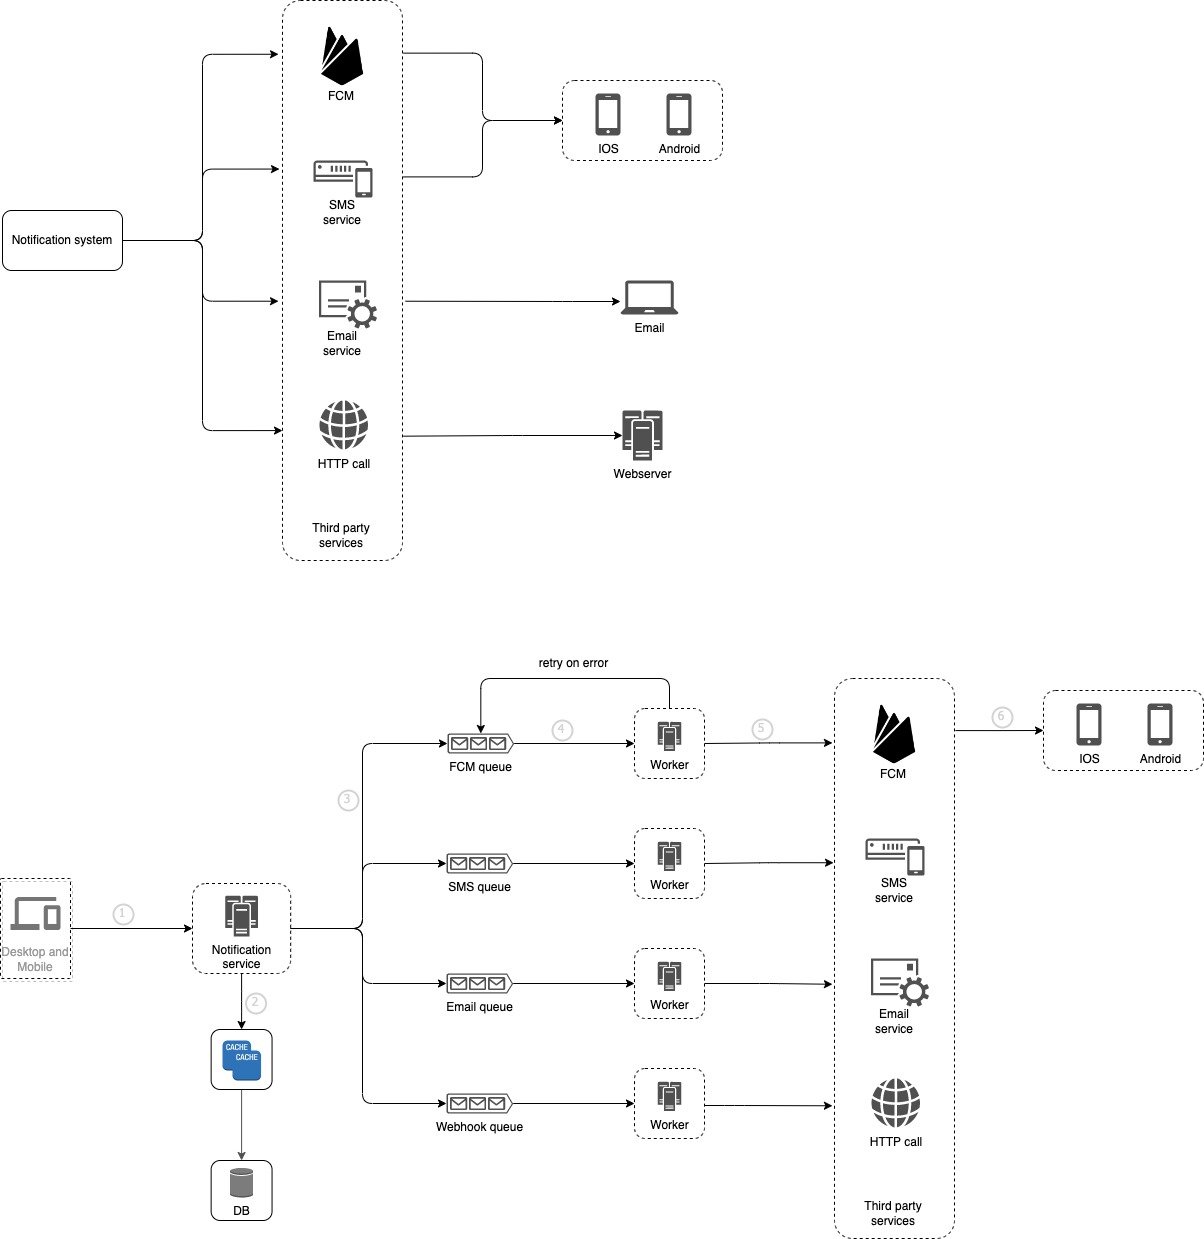 FCM
IOS
Android
SMS
service
Notification system
Email
service
Email
HTTP call
Webserver
Third party
services
retry on error
FCM queue
4
Worker
5
FCM
6
IOS
Android
3
SMS queue
Worker
SMS
service
Desktop and
Mobile
1
Notification
service
2
Email queue
Worker
Email
service
CACHE
CACHE
Webhook queue
Worker
HTTP call
DB
Third party
services